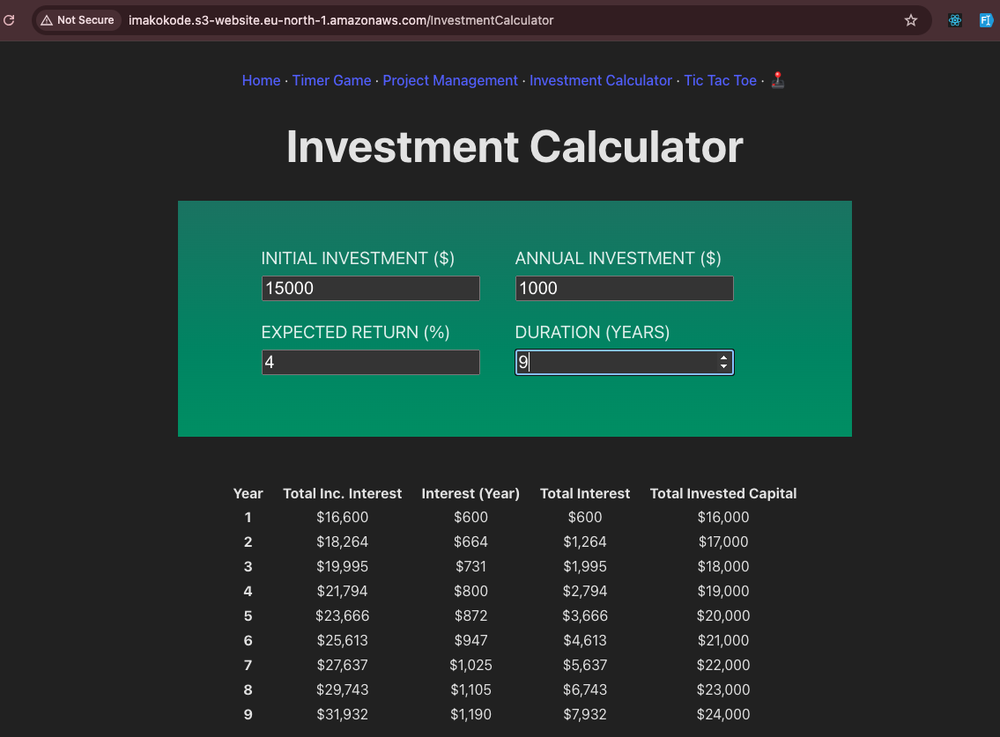 Not Secure imakokode.s3-website.eu-north-1.amazonaws.com/InvestmentCalculator
Home · Timer Game · Project Management · Investment Calculator · Tic Tac Toe ·
Investment Calculator
INITIAL INVESTMENT ($) ANNUAL INVESTMENT ($)
15000 1000
EXPECTED RETURN (%) DURATION (YEARS)
4 9
Year Total Inc. Interest Interest (Year) Total Interest Total Invested Capital
1 $16,600 $600 $600 $16,000
2 $18,264 $664 $1,264 $17,000
3 $19,995 $731 $1,995 $18,000
4 $21,794 $800 $2,794 $19,000
5 $23,666 $872 $3,666 $20,000
6 $25,613 $947 $4,613 $21,000
7 $27,637 $1,025 $5,637 $22,000
8 $29,743 $1,105 $6,743 $23,000
9 $31,932 $1,190 $7,932 $24,000